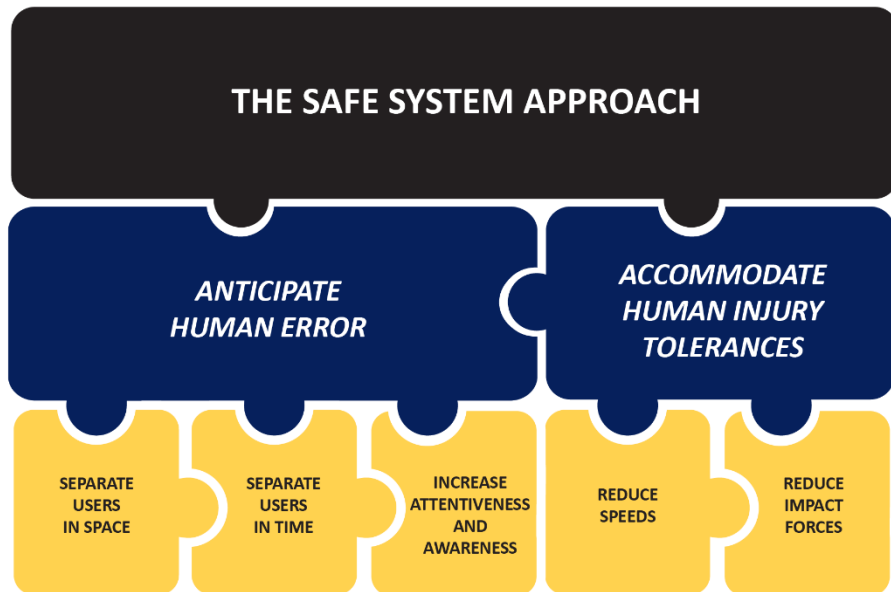 THE SAFE SYSTEM APPROACH
ANTICIPATE
HUMAN ERROR
ACCOMMODATE
HUMAN INJURY
TOLERANCES
SEPARATE
USERS
IN SPACE
SEPARATE
USERS
IN TIME
INCREASE
ATTENTIVENESS
AND
AWARENESS
REDUCE
SPEEDS
REDUCE
IMPACT
FORCES